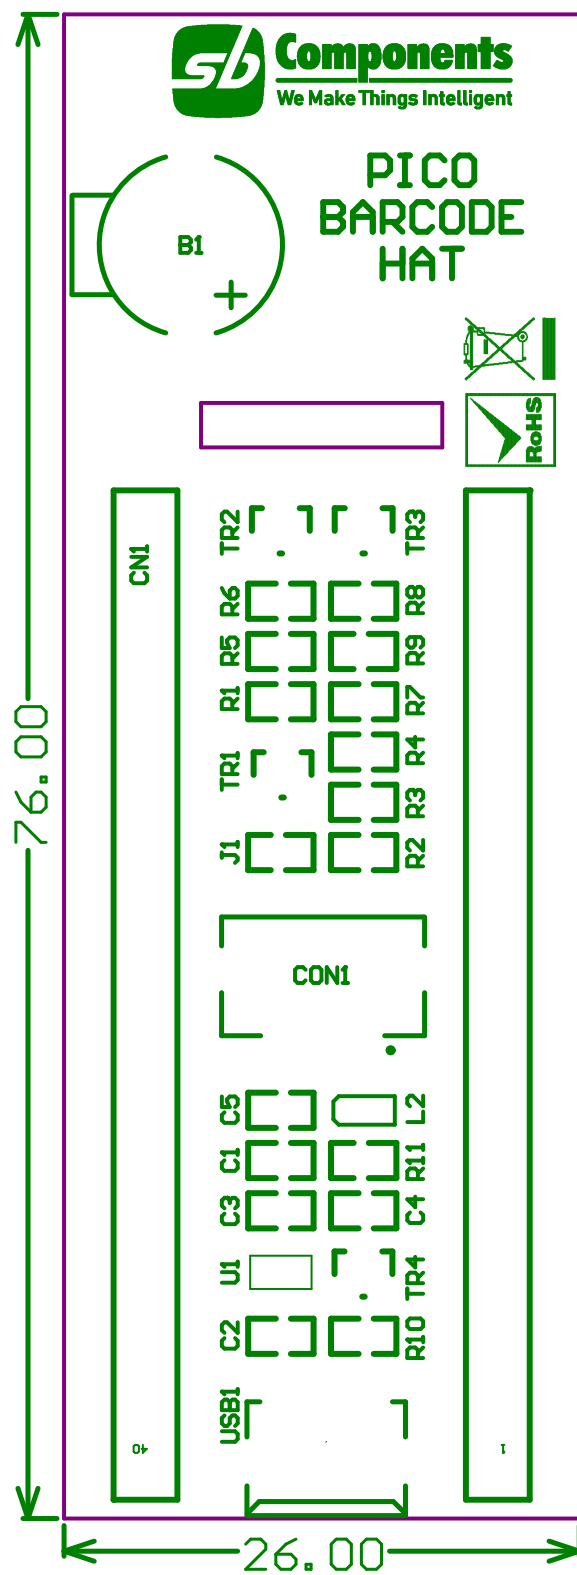 sb Components
We Make Things Intelligent
PICO
BARCODE
HAT
B1
+
RoHS
CN1
TR2
TR3
R6
R8
R5
R9
R1
R7
R4
TR1
R3
J1
R2
76.00
CON1
C5
L2
C1
R11
C3
C4
U1
TR4
C2
R10
USB1
40
1
26.00